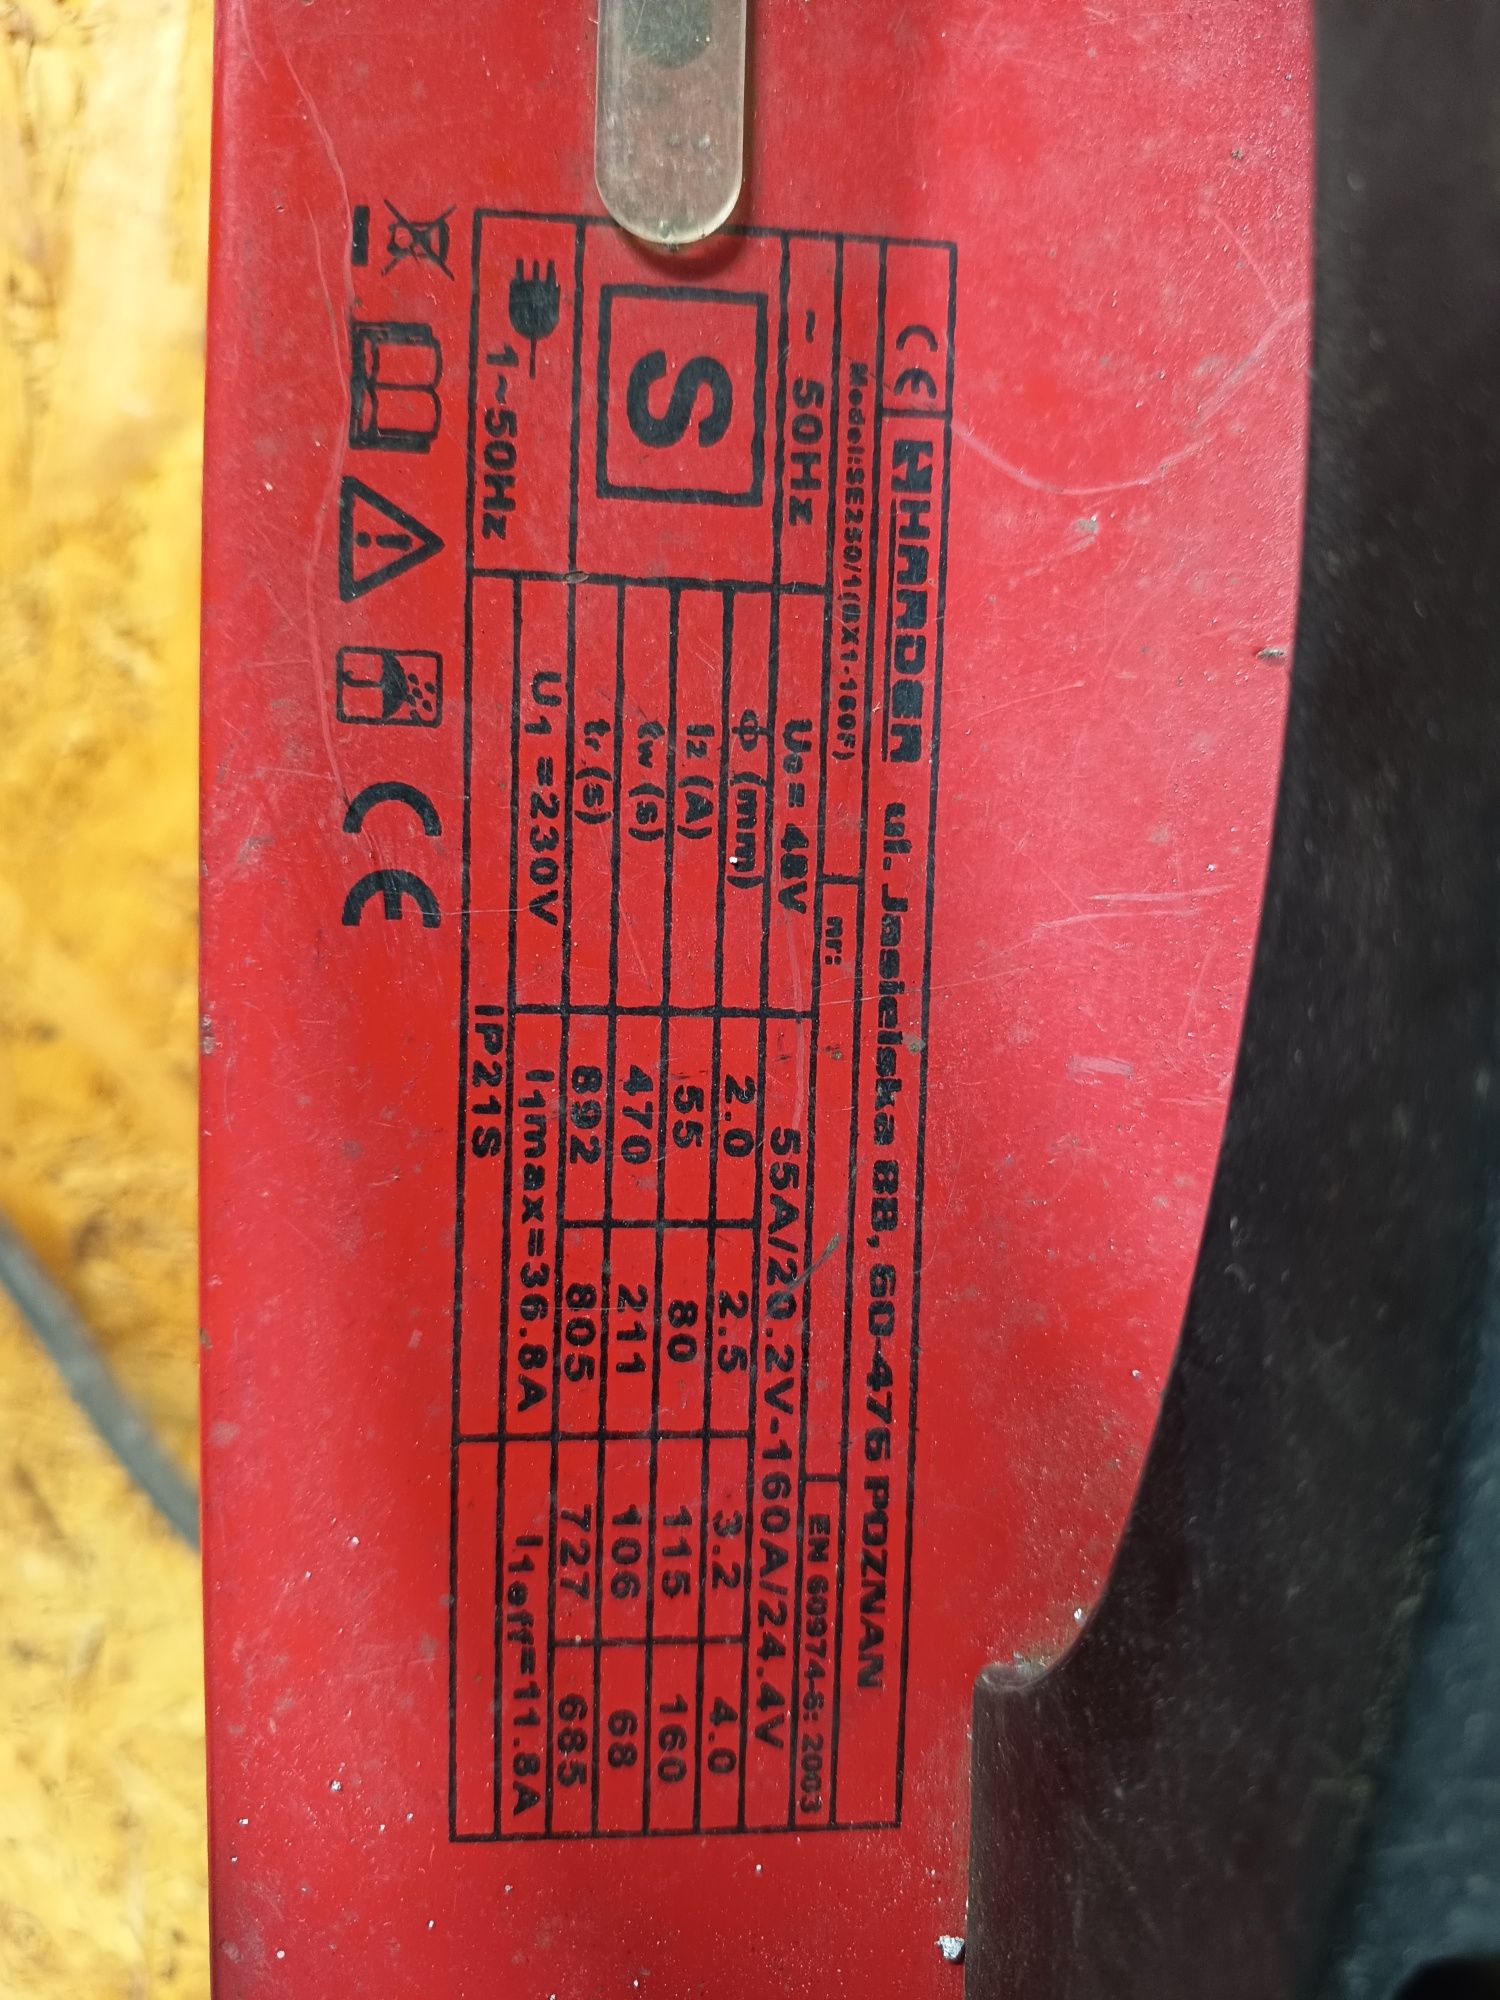 CE HARDER ul. Jasielska 8B, 60-476 POZNAN
Model:SE250/1(BX1-160F) nr: EN 60974-6: 2003
~ 50Hz U₀ = 48V 55A/20.2V-160A/24.4V
S
ϕ (mm) 2.0 2.5 3.2 4.0
I₂ (A) 55 80 115 160
tw (s) 470 211 106 68
tr (s) 892 805 727 685
1~50Hz U₁ = 230V I₁max=36.8A I₁eff=11.8A
IP21S
CE